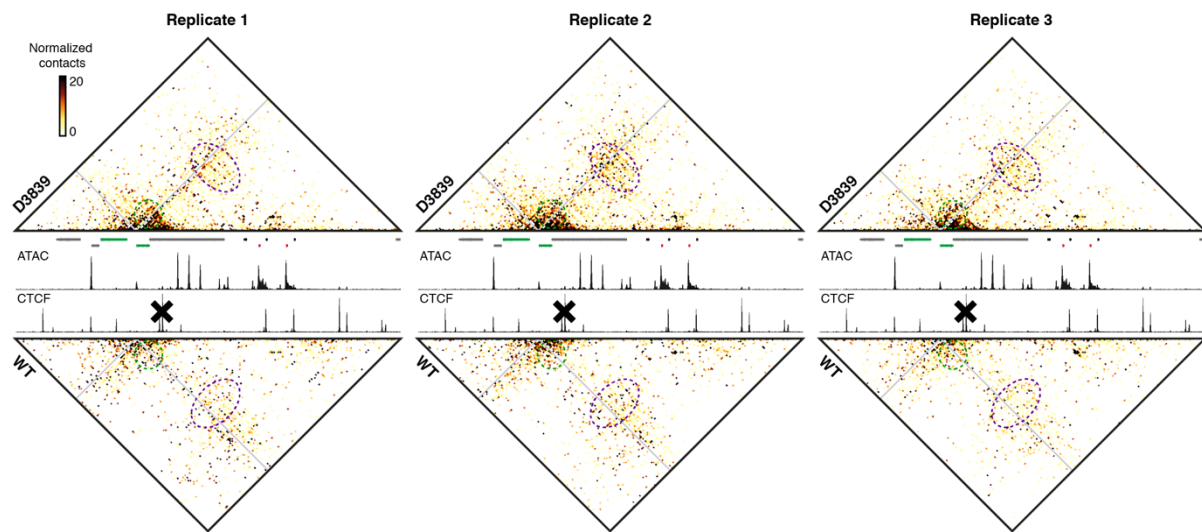 Replicate 1
Replicate 2
Replicate 3
Normalized
contacts
20
0
D3839
D3839
D3839
ATAC
ATAC
ATAC
CTCF
CTCF
CTCF
WT
WT
WT